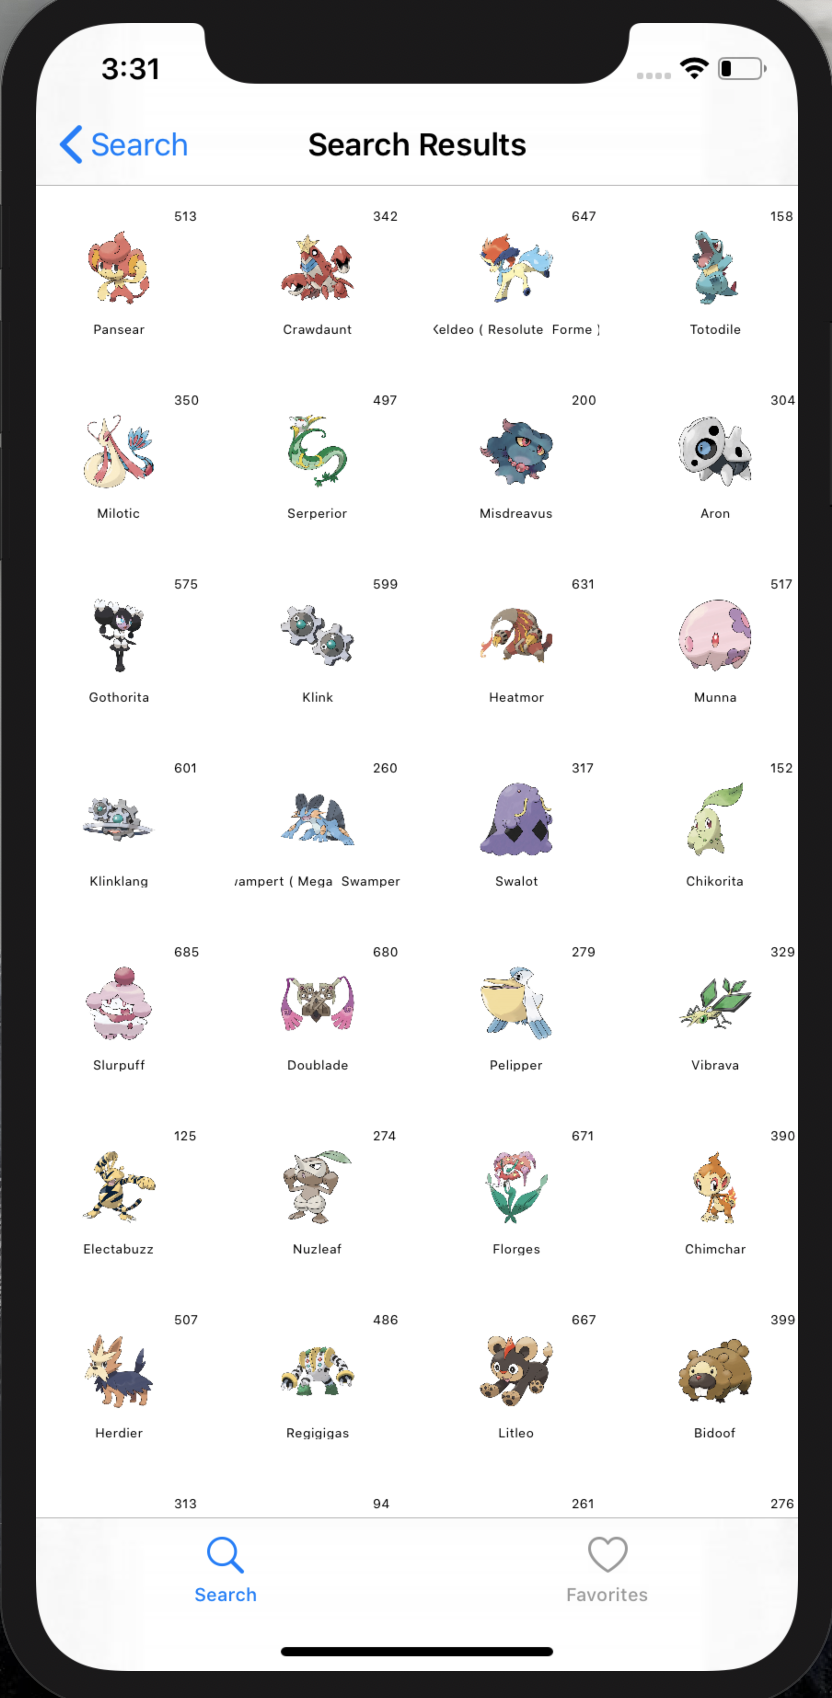 3:31
Search
Search Results
513 342 647 158
Pansear Crawdaunt Keldeo ( Resolute Forme ) Totodile
350 497 200 304
Milotic Serperior Misdreavus Aron
575 599 631 517
Gothorita Klink Heatmor Munna
601 260 317 152
Klinklang wampert ( Mega Swamper Swalot Chikorita
685 680 279 329
Slurpuff Doublade Pelipper Vibrava
125 274 671 390
Electabuzz Nuzleaf Florges Chimchar
507 486 667 399
Herdier Regigigas Litleo Bidoof
313 94 261 276
Search Favorites